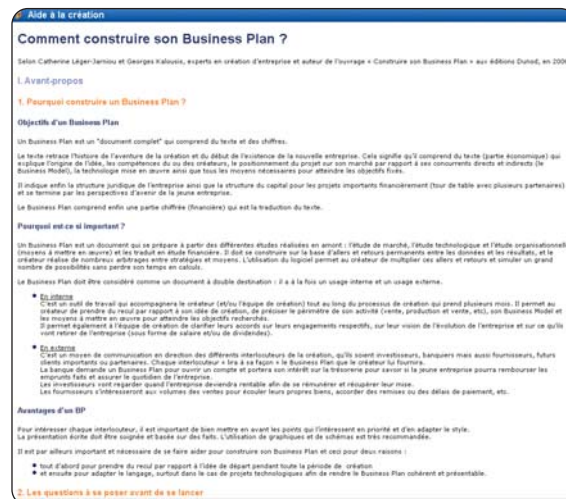 Aide à la création
Comment construire son Business Plan ?
Selon Catherine Léger-Jarniou et Georges Kalousis, experts en création d'entreprise et auteur de l'ouvrage « Construire son Business Plan » aux éditions Dunod, en 200
I. Avant-propos
1. Pourquoi construire un Business Plan ?
Objectifs d'un Business Plan
Un Business Plan est un "document complet" qui comprend du texte et des chiffres.
Le texte retrace l'histoire de l'aventure de la création et du début de l'existence de la nouvelle entreprise. Cela signifie qu'il comprend du texte (partie économique) qui
explique l'origine de l'idée, les compétences du ou des créateurs, le positionnement du projet sur son marché par rapport à ses concurrents directs et indirects (le
Business Model), la technologie mise en œuvre ainsi que tous les moyens nécessaires pour atteindre les objectifs fixés.
Il indique enfin la structure juridique de l'entreprise ainsi que la structure du capital pour les projets importants financièrement (tour de table avec plusieurs partenaires)
et se termine par les perspectives d'avenir de la jeune entreprise.
Le Business Plan comprend enfin une partie chiffrée (financière) qui est la traduction du texte.
Pourquoi est-ce si important ?
Un Business Plan est un document qui se prépare à partir des différentes études réalisées en amont : l'étude de marché, l'étude technologique et l'étude organisationnell
(moyens à mettre en œuvre) et les traduit en étude financière. Il doit se construire sur la base d'allers et retours permanents entre les données et les résultats, et le
créateur réalise de nombreux arbitrages entre stratégies et moyens. L'utilisation du logiciel permet au créateur de multiplier ces allers et retours et simuler un grand
nombre de possibilités sans perdre son temps en calculs.
Le Business Plan doit être considéré comme un document à double destination : il a à la fois un usage interne et un usage externe.
En interne
C'est un outil de travail qui accompagnera le créateur (et/ou l'équipe de création) tout au long du processus de création qui prend plusieurs mois. Il permet au
créateur de prendre du recul par rapport à son idée de création, de préciser le périmètre de son activité (vente, production et vente, etc), son Business Model et
les moyens à mettre en œuvre pour atteindre les objectifs recherchés.
Il permet également à l'équipe de création de clarifier leurs accords sur leurs engagements respectifs, sur leur vision de l'évolution de l'entreprise et sur ce qu'ils
vont retirer de l'entreprise (sous forme de salaire et/ou de dividendes).
En externe
C'est un moyen de communication en direction des différents interlocuteurs de la création, qu'ils soient investisseurs, banquiers mais aussi fournisseurs, futurs
clients importants ou partenaires. Chaque interlocuteur « lira à sa façon » le Business Plan que le créateur lui fournira.
La banque demande un Business Plan pour ouvrir un compte et portera son intérêt sur la trésorerie pour savoir si la jeune entreprise pourra rembourser les
emprunts faits et assurer le quotidien de l'entreprise.
Les investisseurs vont regarder quand l'entreprise deviendra rentable afin de se rémunérer et récupérer leur mise.
Les fournisseurs s'intéresseront aux volumes des ventes pour écouler leurs propres biens, accorder des remises ou des délais de paiement, etc.
Avantages d'un BP
Pour intéresser chaque interlocuteur, il est important de bien mettre en avant les points qui l'intéressent en priorité et d'en adapter le style.
La présentation écrite doit être soignée et basée sur des faits. L'utilisation de graphiques et de schémas est très recommandée.
Il est par ailleurs important et nécessaire de se faire aider pour construire son Business Plan et ceci pour deux raisons :
tout d'abord pour prendre du recul par rapport à l'idée de départ pendant toute la période de création
et ensuite pour adapter le langage, surtout dans le cas de projets technologiques afin de rendre le Business Plan cohérent et présentable.
2. Les questions à se poser avant de se lancer